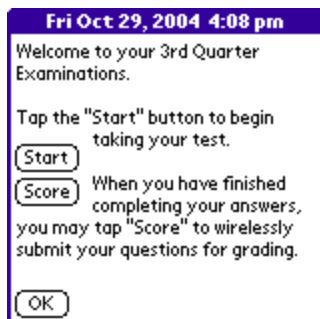 Fri Oct 29, 2004 4:08 pm
Welcome to your 3rd Quarter
Examinations.
Tap the "Start" button to begin
taking your test.
Start
Score
When you have finished
completing your answers,
you may tap "Score" to wirelessly
submit your questions for grading.
OK